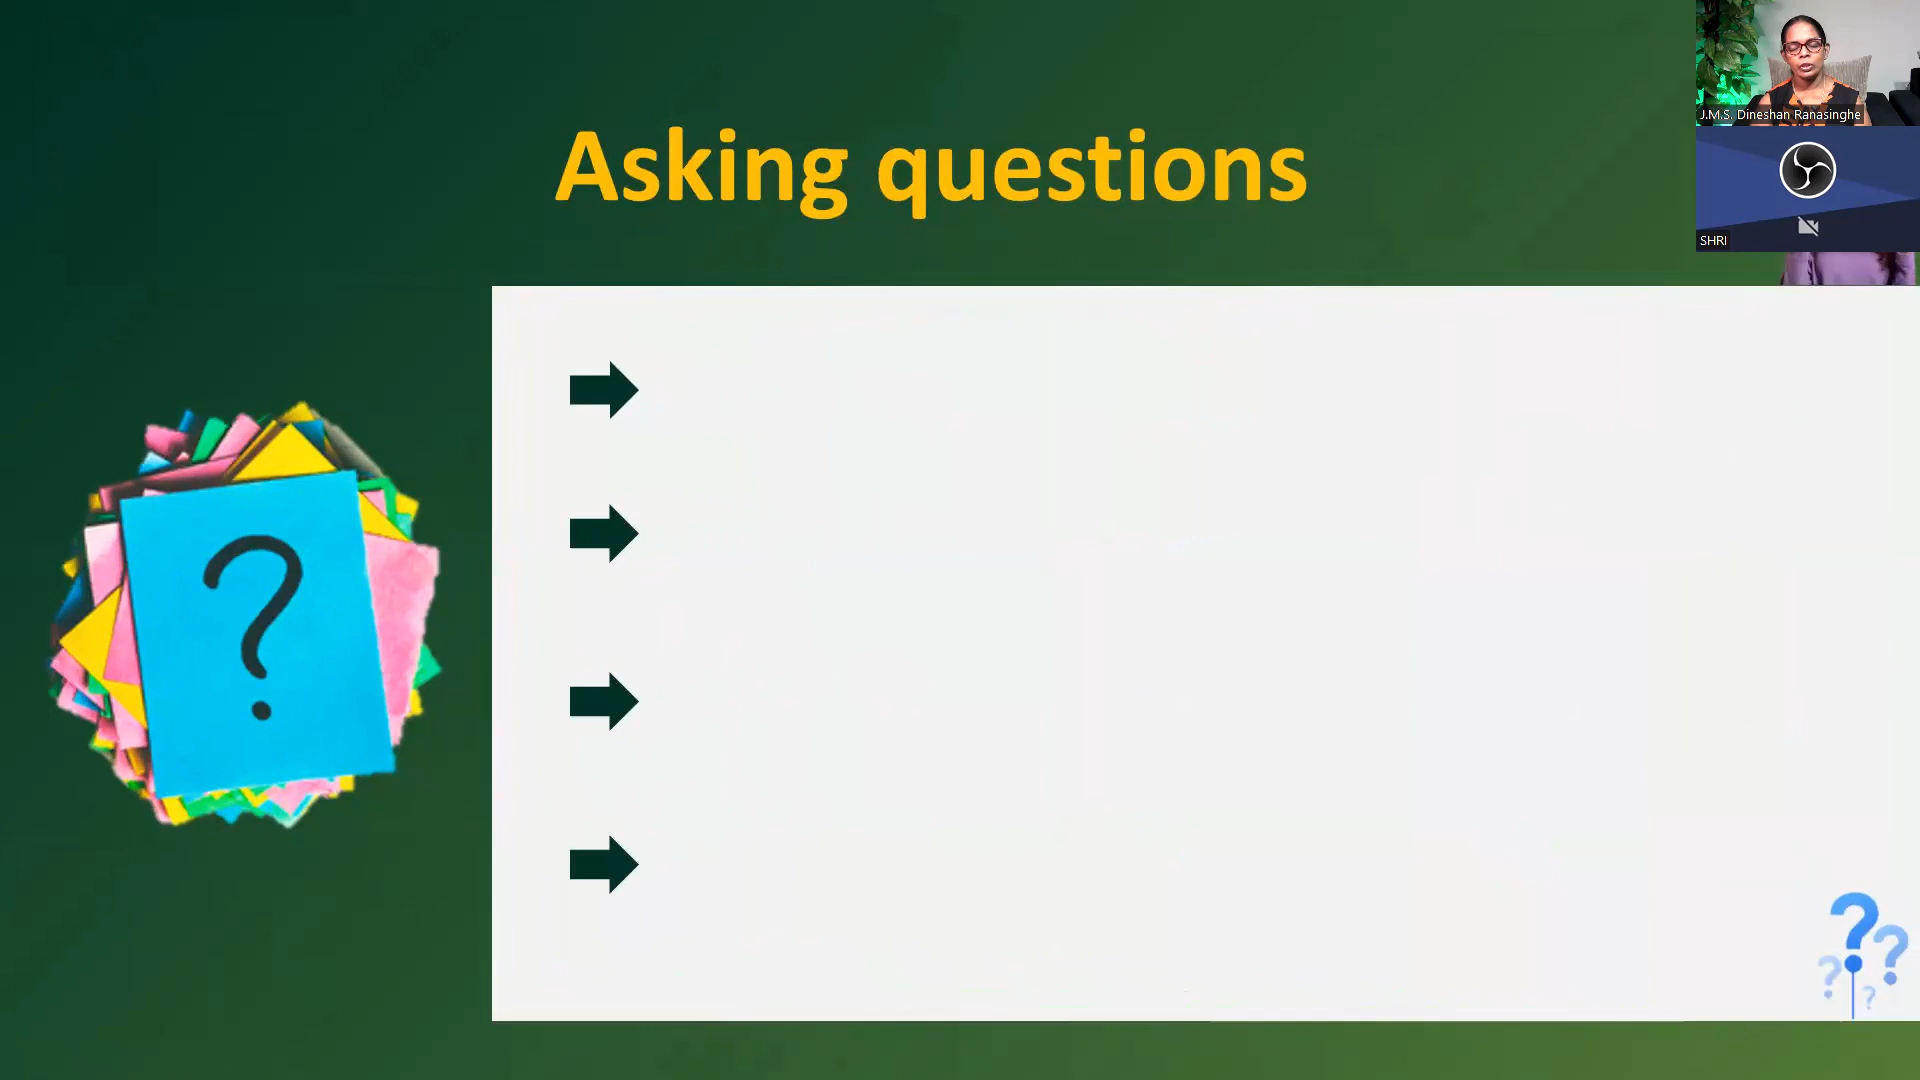 Asking questions
J.M.S. Dineshan Ranasinghe
SHRI
?
? ? ? ?